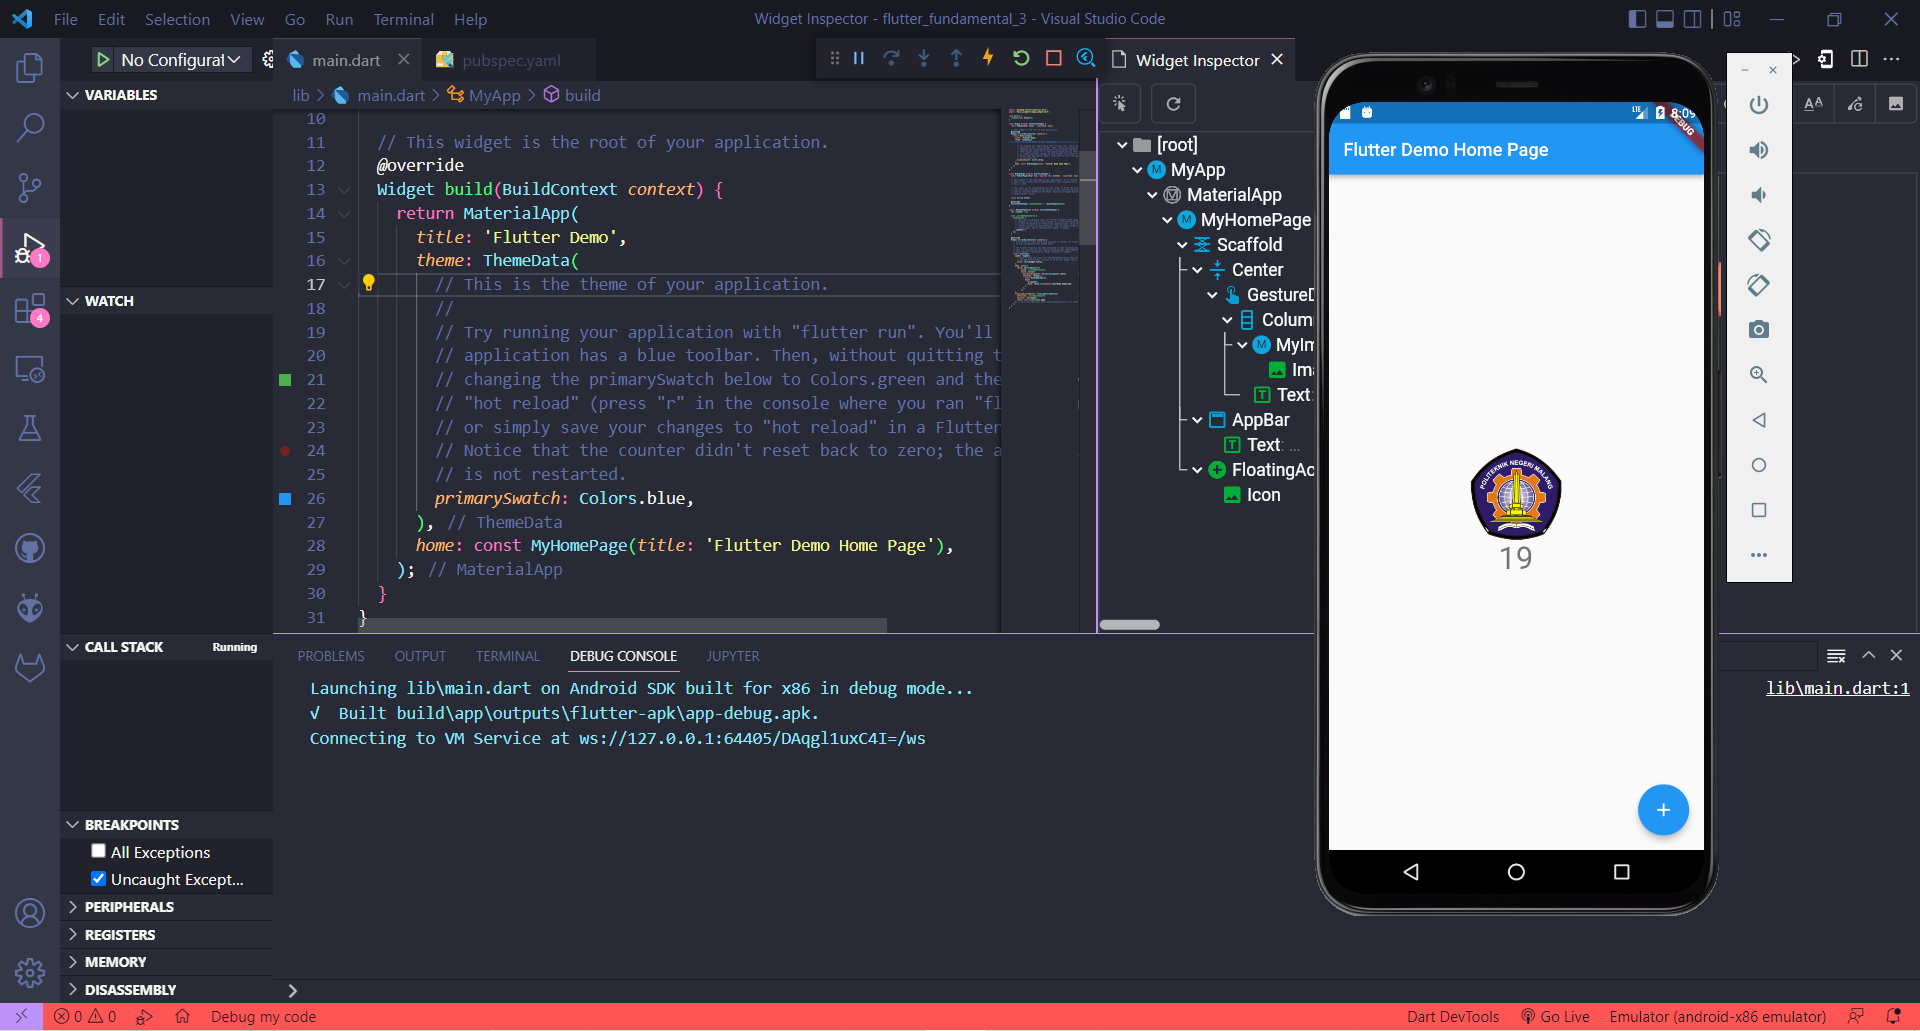 File Edit Selection View Go Run Terminal Help
Widget Inspector - flutter_fundamental_3 - Visual Studio Code
No Configurat
main.dart
pubspec.yaml
Widget Inspector
lib > main.dart > MyApp > build
VARIABLES
WATCH
CALL STACK Running
BREAKPOINTS
All Exceptions
Uncaught Except...
PERIPHERALS
REGISTERS
MEMORY
DISASSEMBLY
1
4
10
11 // This widget is the root of your application.
12 @override
13 Widget build(BuildContext context) {
14 return MaterialApp(
15 title: 'Flutter Demo',
16 theme: ThemeData(
17 // This is the theme of your application.
18 //
19 // Try running your application with "flutter run". You'll
20 // application has a blue toolbar. Then, without quitting t
21 // changing the primarySwatch below to Colors.green and the
22 // "hot reload" (press "r" in the console where you ran "fl
23 // or simply save your changes to "hot reload" in a Flutter
24 // Notice that the counter didn't reset back to zero; the a
25 // is not restarted.
26 primarySwatch: Colors.blue,
27 ), // ThemeData
28 home: const MyHomePage(title: 'Flutter Demo Home Page'),
29 ); // MaterialApp
30 }
31 }
[root]
MyApp
MaterialApp
MyHomePage
Scaffold
Center
GestureD
Colum
MyIm
Ima
Text:
AppBar
Text: ...
FloatingAc
Icon
PROBLEMS OUTPUT TERMINAL DEBUG CONSOLE JUPYTER
Launching lib\main.dart on Android SDK built for x86 in debug mode...
√ Built build\app\outputs\flutter-apk\app-debug.apk.
Connecting to VM Service at ws://127.0.0.1:64405/DAqgl1uxC4I=/ws
lib\main.dart:1
LTE 8:09
DEBUG
Flutter Demo Home Page
POLITEKNIK NEGERI MALANG
19
+
AA
0 0 Debug my code
Dart DevTools Go Live Emulator (android-x86 emulator)